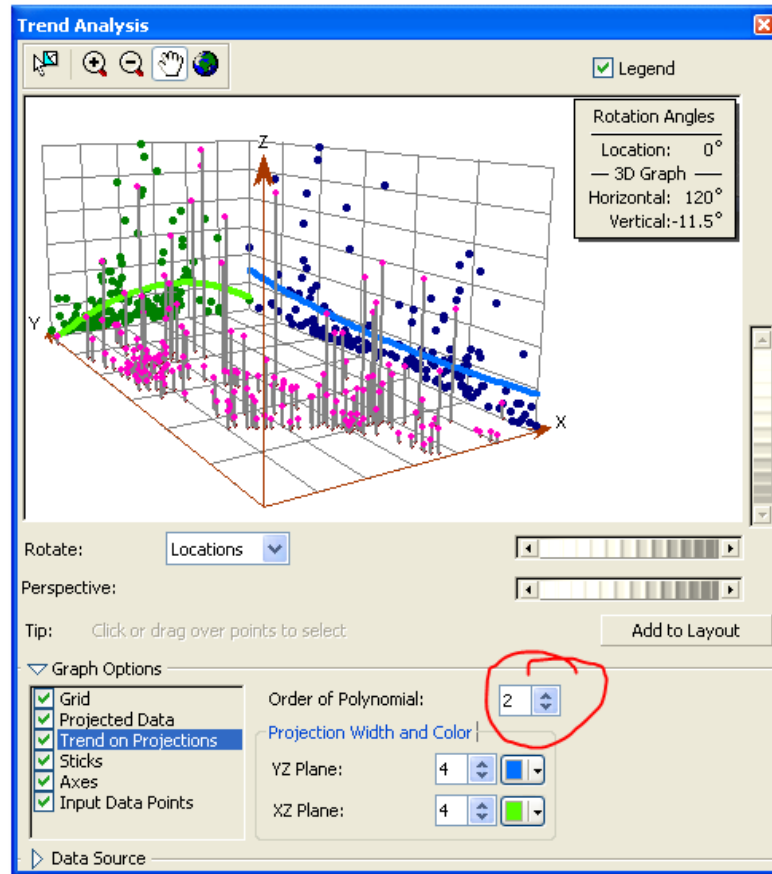 Trend Analysis
Legend
Rotation Angles
Location: 0°
3D Graph
Horizontal: 120°
Vertical:-11.5°
Z
Y
X
Rotate: Locations
Perspective:
Tip: Click or drag over points to select Add to Layout
Graph Options
Grid
Projected Data
Trend on Projections
Sticks
Axes
Input Data Points
Order of Polynomial: 2
Projection Width and Color
YZ Plane: 4
XZ Plane: 4
Data Source